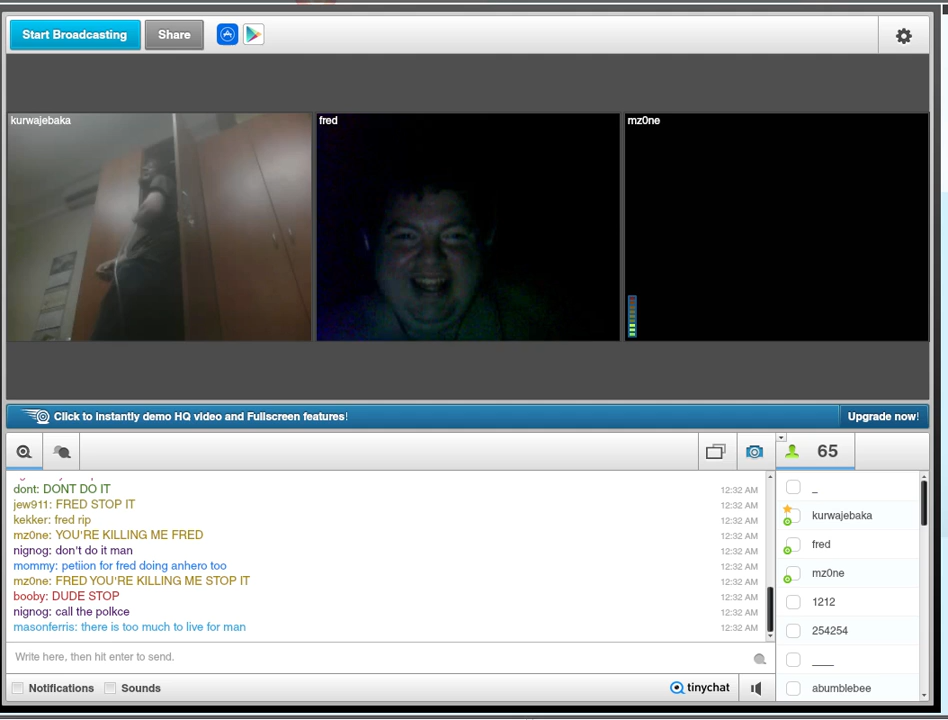 Start Broadcasting
Share
kurwajebaka
fred
mz0ne
Click to instantly demo HQ video and Fullscreen features!
Upgrade now!
65
dont: DONT DO IT 12:32 AM
jew911: FRED STOP IT 12:32 AM
kekker: fred rip 12:32 AM
mz0ne: YOU'RE KILLING ME FRED 12:32 AM
nignog: don't do it man 12:32 AM
mommy: petiion for fred doing anhero too 12:32 AM
mz0ne: FRED YOU'RE KILLING ME STOP IT 12:32 AM
booby: DUDE STOP 12:32 AM
nignog: call the polkce 12:32 AM
masonferris: there is too much to live for man 12:32 AM
Write here, then hit enter to send.
Notifications
Sounds
tinychat
_
kurwajebaka
fred
mz0ne
1212
254254
___
abumblebee